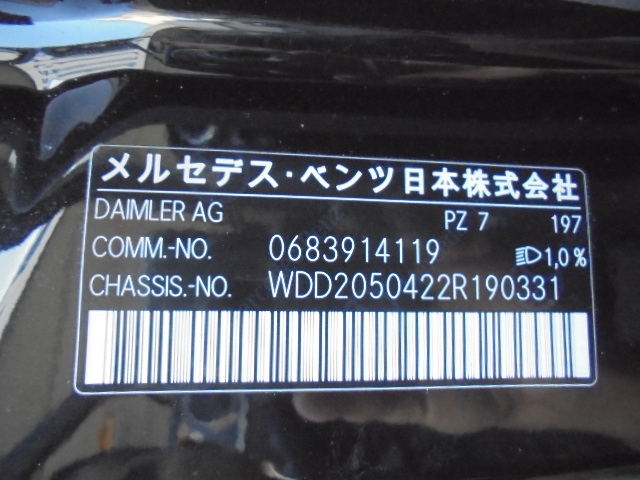 メルセデス・ベンツ日本株式会社
DAIMLER AG PZ 7 197
COMM.-NO. 0683914119 1,0%
CHASSIS.-NO. WDD2050422R190331